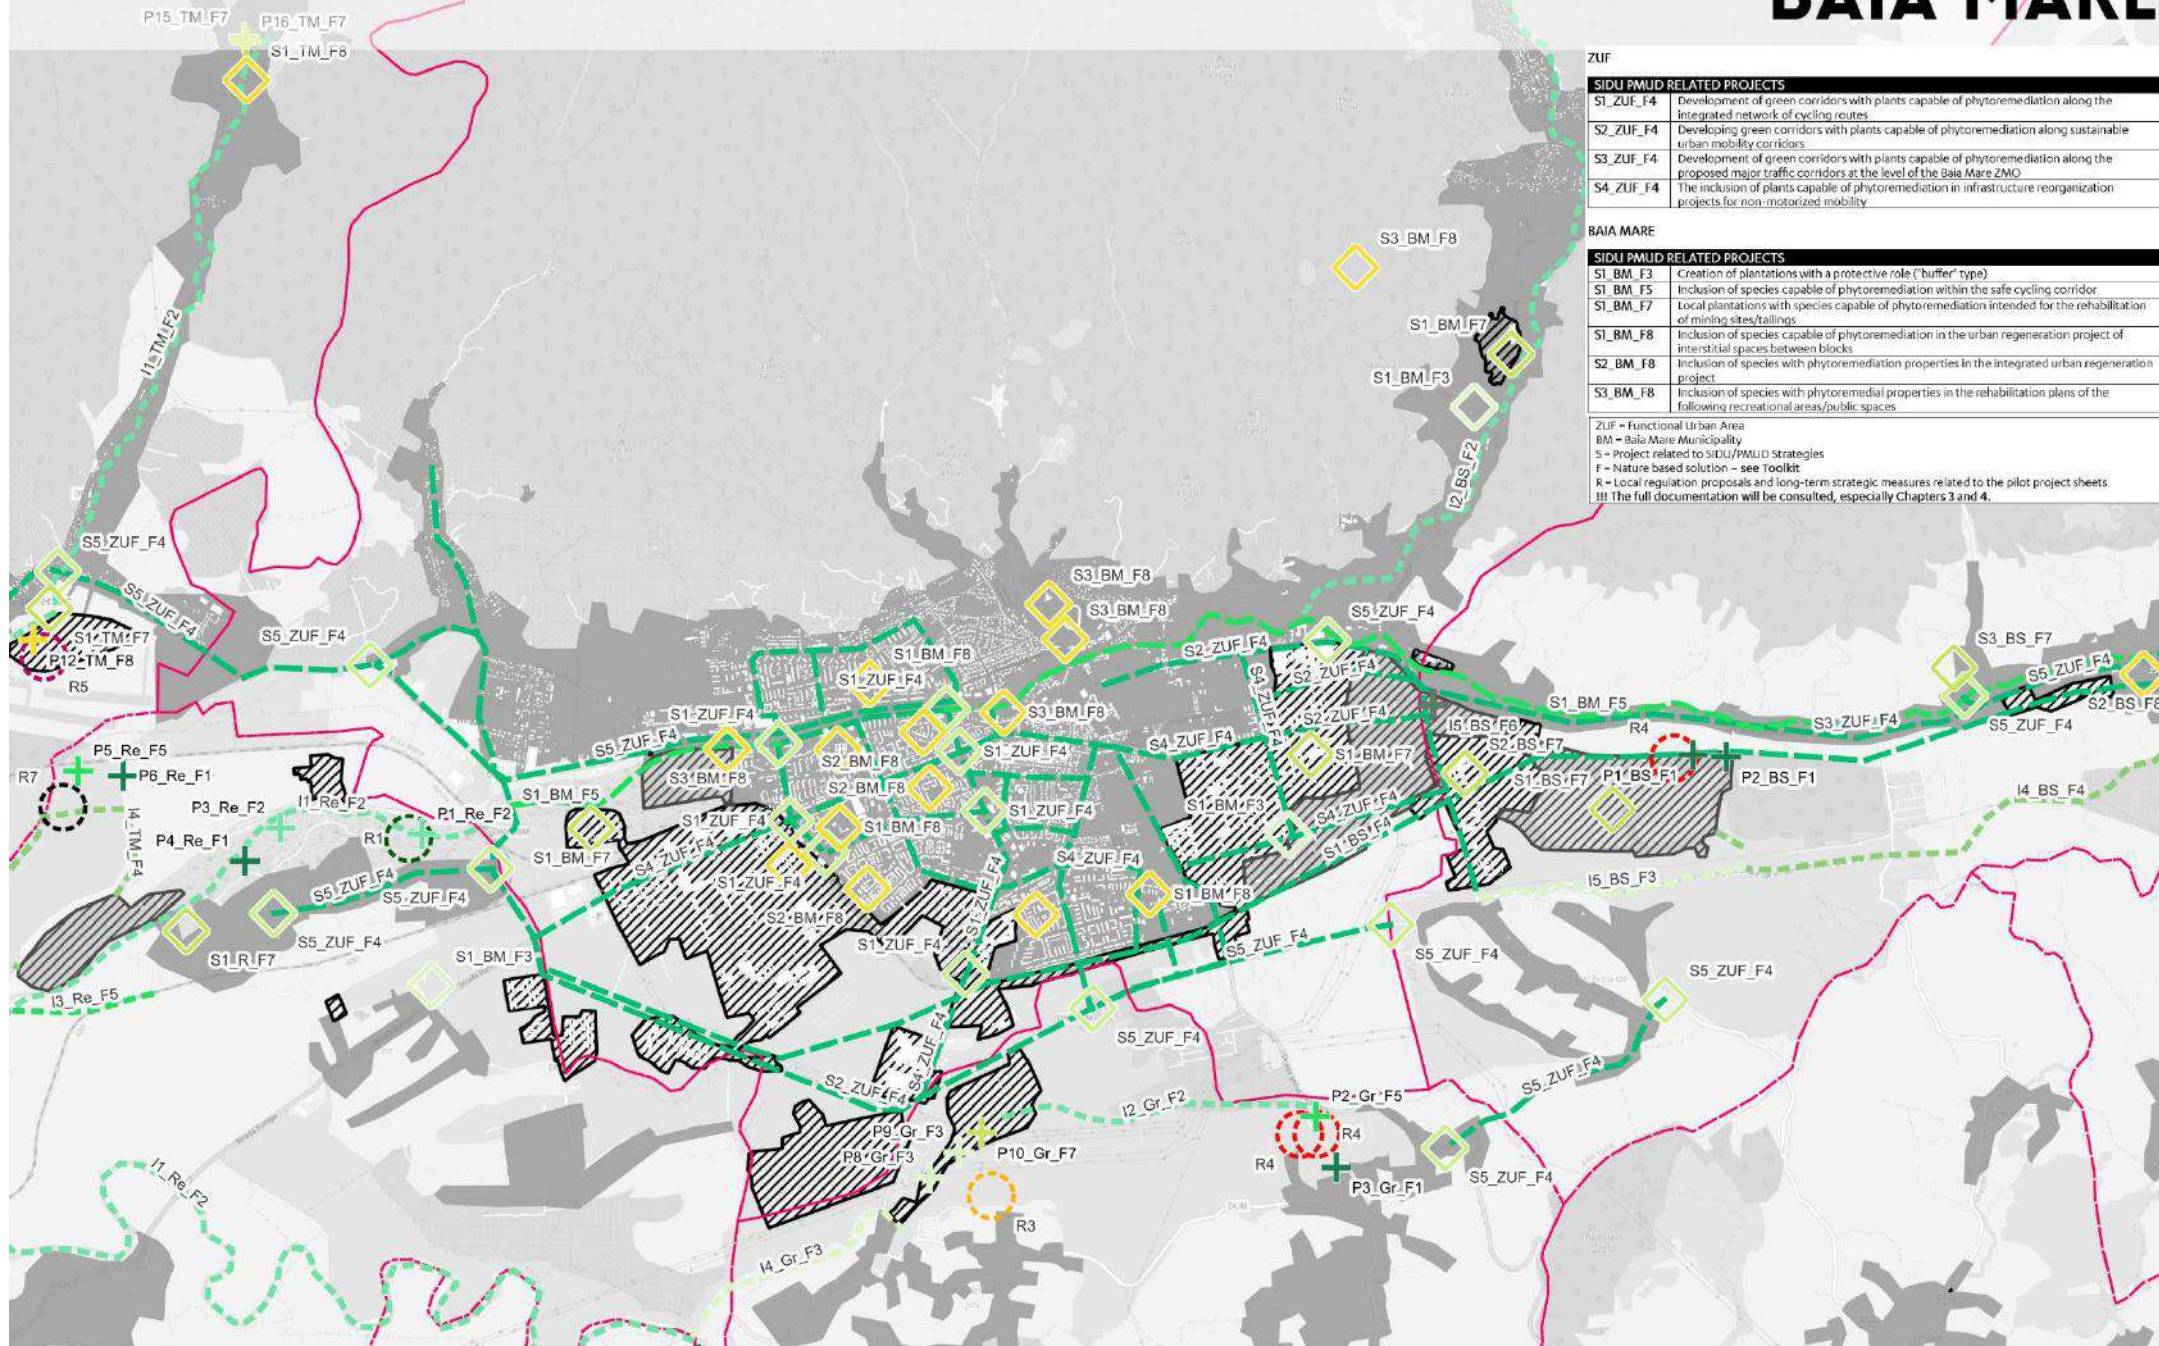 BAIA MARE
P15_TM_F7
P16_TM_F7
S1_TM_F8
ZUF
SIDU PMUD RELATED PROJECTS
S1_ZUF_F4 Development of green corridors with plants capable of phytoremediation along the
integrated network of cycling routes
S2_ZUF_F4 Developing green corridors with plants capable of phytoremediation along sustainable
urban mobility corridors
S3_ZUF_F4 Development of green corridors with plants capable of phytoremediation along the
proposed major traffic corridors at the level of the Baia Mare ZMO
S4_ZUF_F4 The inclusion of plants capable of phytoremediation in infrastructure reorganization
projects for non-motorized mobility
BAIA MARE
SIDU PMUD RELATED PROJECTS
S1_BM_F3 Creation of plantations with a protective role ("buffer" type)
S1_BM_F5 Inclusion of species capable of phytoremediation within the safe cycling corridor
S1_BM_F7 Local plantations with species capable of phytoremediation intended for the rehabilitation
of mining sites/tailings
S1_BM_F8 Inclusion of species capable of phytoremediation in the urban regeneration project of
interstitial spaces between blocks
S2_BM_F8 Inclusion of species with phytoremediation properties in the integrated urban regeneration
project
S3_BM_F8 Inclusion of species with phytoremedial properties in the rehabilitation plans of the
following recreational areas/public spaces
ZUF = Functional Urban Area
BM = Baia Mare Municipality
S = Project related to SIDU/PMUD Strategies
F = Nature based solution – see Toolkit
R = Local regulation proposals and long-term strategic measures related to the pilot project sheets
!!! The full documentation will be consulted, especially Chapters 3 and 4.
S3_BM_F8
I1_TM_F2
S1_BM_F7
S1_BM_F3
I2_BS_F2
S5_ZUF_F4
S5_ZUF_F4
S3_BM_F8
S3_BM_F8
S5_ZUF_F4
S1_TM_F7
P12_TM_F8
R5
S5_ZUF_F4
S2_ZUF_F4
S1_BM_F8
S1_ZUF_F4
S4_ZUF_F4
S2_ZUF_F4
S3_BS_F7
S5_ZUF_F4
S2_BS_F8
S1_ZUF_F4
S3_BM_F8
S2_ZUF_F4
S1_BM_F5
R4
S3_ZUF_F4
S5_ZUF_F4
I5_BS_F6
S2_BS_F7
S5_ZUF_F4
S4_ZUF_F4
S1_ZUF_F4
S1_BM_F7
P5_Re_F5
R7
P6_Re_F1
S3_BM_F8
S2_BM_F8
S2_BM_F8
S1_BS_F7
P1_BS_F1
P2_BS_F1
I4_BS_F4
P3_Re_F2
I1_Re_F2
P1_Re_F2
S1_BM_F5
S1_BM_F3
S1_ZUF_F4
S4_ZUF_F4
I4_TM_F4
P4_Re_F1
R1
S1_ZUF_F4
S1_BM_F8
S1_BS_F4
S1_BM_F7
S4_ZUF_F4
S4_ZUF_F4
S5_ZUF_F4
S5_ZUF_F4
S1_ZUF_F4
S1_BM_F8
I5_BS_F3
S2_BM_F8
S1_ZUF_F4
S5_ZUF_F4
S1_ZUF_F4
S5_ZUF_F4
S5_ZUF_F4
S1_R_F7
S1_BM_F3
S5_ZUF_F4
I3_Re_F5
S5_ZUF_F4
S4_ZUF_F4
S2_ZUF_F4
S5_ZUF_F4
I2_Gr_F2
P2_Gr_F5
P9_Gr_F3
P8_Gr_F3
P10_Gr_F7
R4
R4
P3_Gr_F1
S5_ZUF_F4
I1_Re_F2
R3
I4_Gr_F3